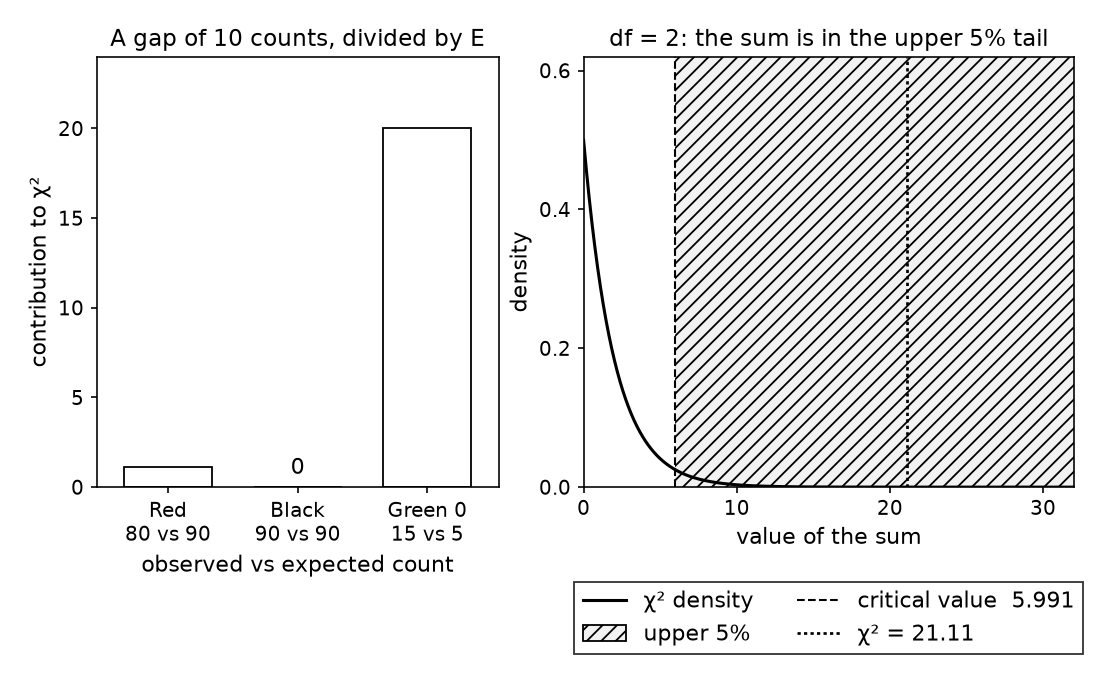 A gap of 10 counts, divided by E
contribution to χ²
20
15
10
5
0
0
Red
80 vs 90
Black
90 vs 90
Green 0
15 vs 5
observed vs expected count
df = 2: the sum is in the upper 5% tail
density
0.6
0.4
0.2
0.0
0
10
20
30
value of the sum
χ² density
upper 5%
critical value 5.991
χ² = 21.11